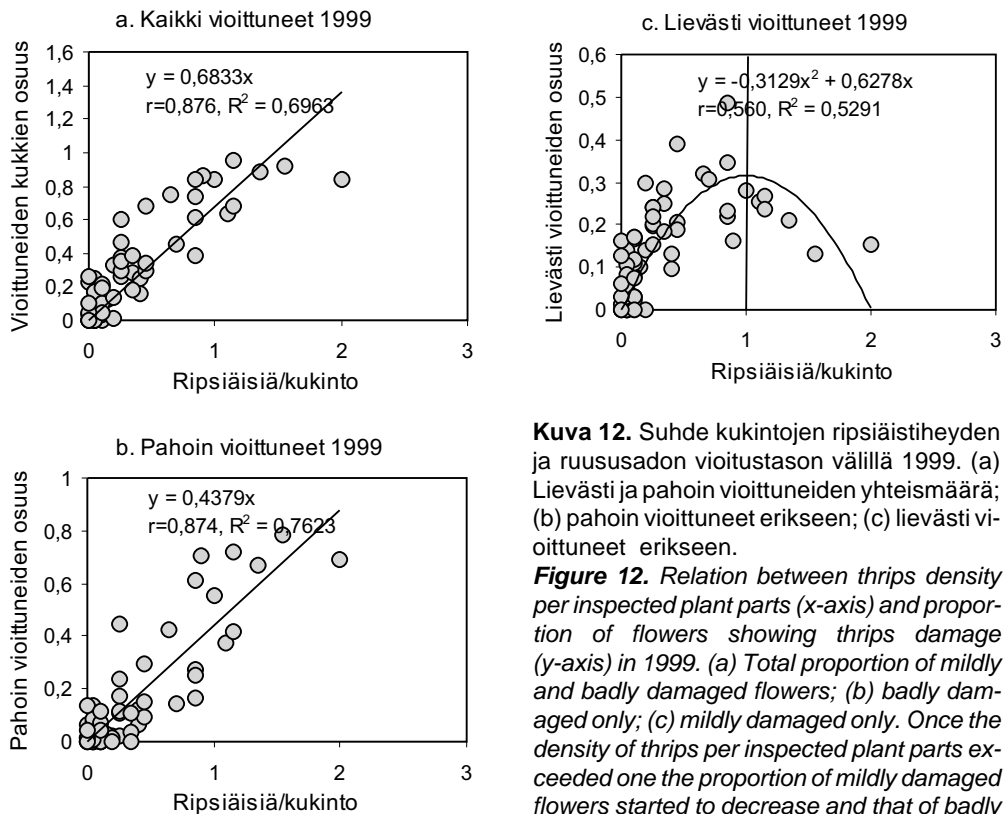 a. Kaikki vioittuneet 1999
Vioittuneiden kukkien osuus
1,6
1,4
1,2
1
0,8
0,6
0,4
0,2
0
y = 0,6833x
r=0,876, R² = 0,6963
0 1 2 3
Ripsiäisiä/kukinto
c. Lievästi vioittuneet 1999
Lievästi vioittuneiden osuus
0,6
0,5
0,4
0,3
0,2
0,1
0
y = -0,3129x² + 0,6278x
r=0,560, R² = 0,5291
0 1 2 3
Ripsiäisiä/kukinto
b. Pahoin vioittuneet 1999
Pahoin vioittuneiden osuus
1
0,8
0,6
0,4
0,2
0
y = 0,4379x
r=0,874, R² = 0,7623
0 1 2 3
Ripsiäisiä/kukinto
Kuva 12. Suhde kukintojen ripsiäistiheyden
ja ruususadon vioitustason välillä 1999. (a)
Lievästi ja pahoin vioittuneiden yhteismäärä;
(b) pahoin vioittuneet erikseen; (c) lievästi vi-
oittuneet erikseen.
Figure 12. Relation between thrips density
per inspected plant parts (x-axis) and propor-
tion of flowers showing thrips damage
(y-axis) in 1999. (a) Total proportion of mildly
and badly damaged flowers; (b) badly dam-
aged only; (c) mildly damaged only. Once the
density of thrips per inspected plant parts ex-
ceeded one the proportion of mildly damaged
flowers started to decrease and that of badly